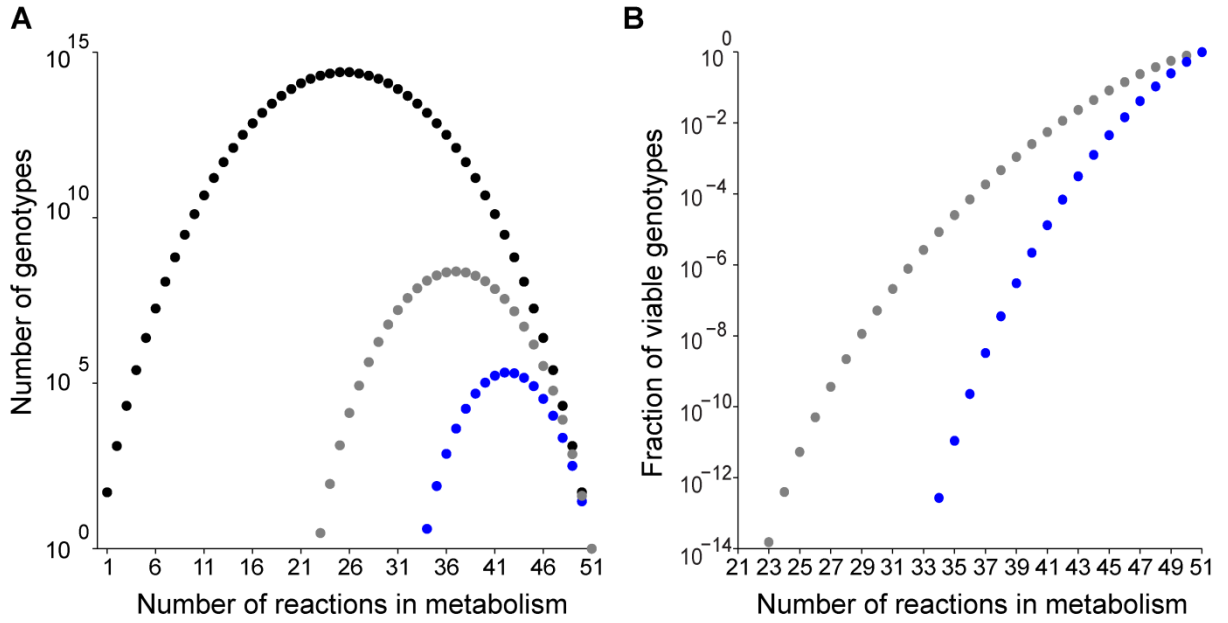 A
Number of genotypes
10^15
10^10
10^5
10^0
1 6 11 16 21 26 31 36 41 46 51
Number of reactions in metabolism
B
Fraction of viable genotypes
10^0
10^−2
10^−4
10^−6
10^−8
10^−10
10^−12
10^−14
21 23 25 27 29 31 33 35 37 39 41 43 45 47 49 51
Number of reactions in metabolism